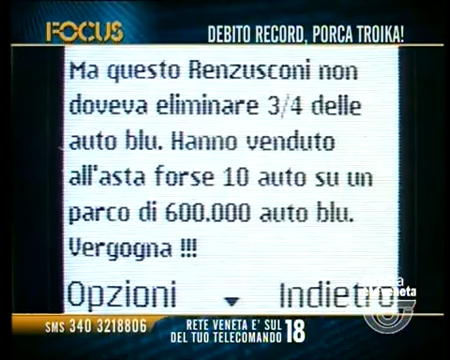 FOCUS
DEBITO RECORD, PORCA TROIKA!
Ma questo Renzusconi non
doveva eliminare 3/4 delle
auto blu. Hanno venduto
all'asta forse 10 auto su un
parco di 600.000 auto blu.
Vergogna !!!
Opzioni
Indietro
SMS 340 3218806
RETE VENETA E' SUL
DEL TUO TELECOMANDO 18